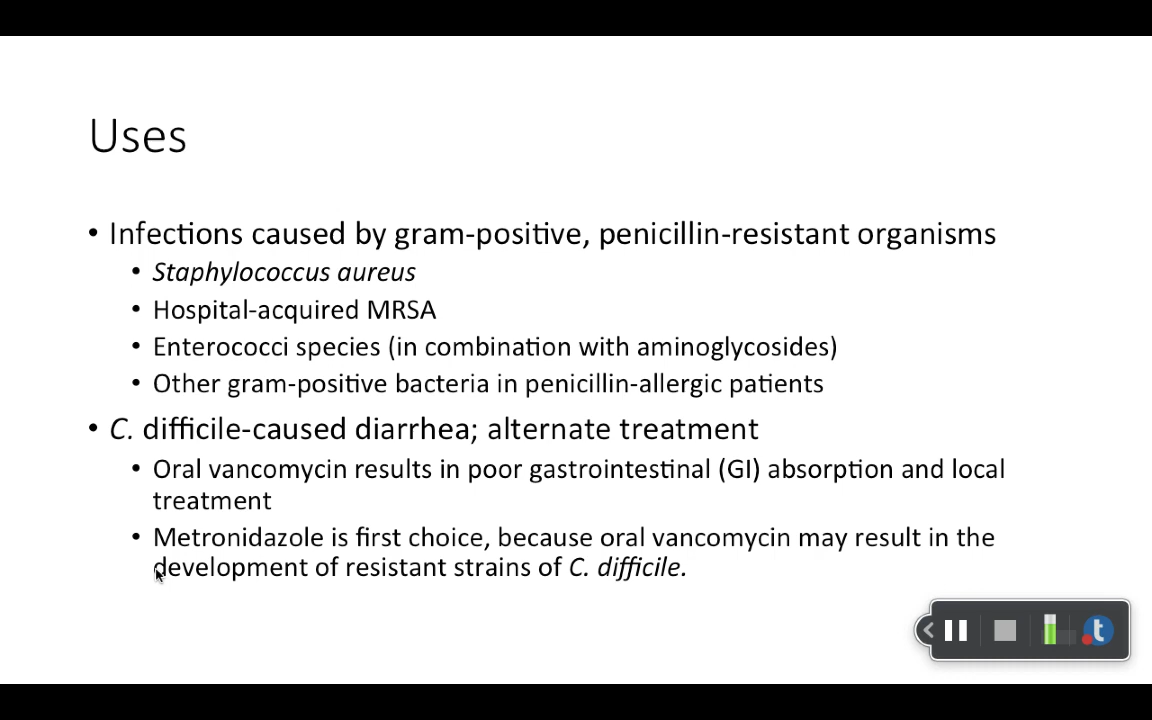 Uses
• Infections caused by gram-positive, penicillin-resistant organisms
• Staphylococcus aureus
• Hospital-acquired MRSA
• Enterococci species (in combination with aminoglycosides)
• Other gram-positive bacteria in penicillin-allergic patients
• C. difficile-caused diarrhea; alternate treatment
• Oral vancomycin results in poor gastrointestinal (GI) absorption and local
treatment
• Metronidazole is first choice, because oral vancomycin may result in the
development of resistant strains of C. difficile.
t